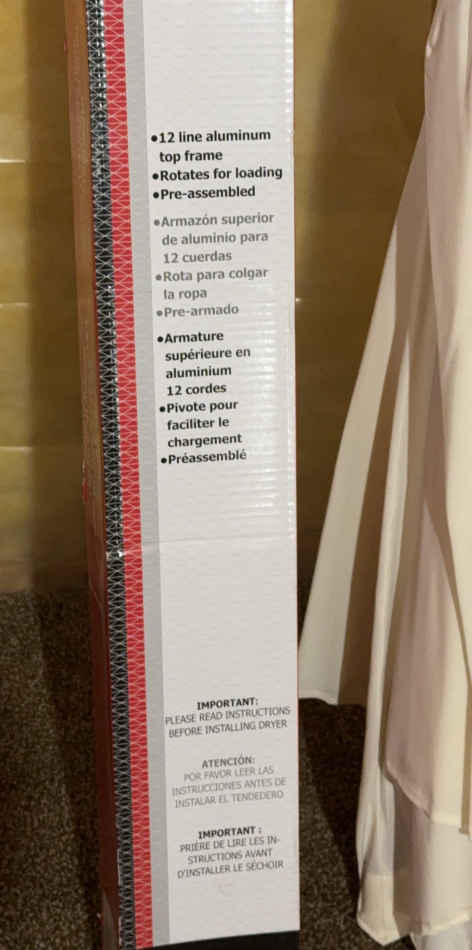 •12 line aluminum
top frame
•Rotates for loading
•Pre-assembled
•Armazón superior
de aluminio para
12 cuerdas
•Rota para colgar
la ropa
•Pre-armado
•Armature
supérieure en
aluminium
12 cordes
•Pivote pour
faciliter le
chargement
•Préassemblé
IMPORTANT:
PLEASE READ INSTRUCTIONS
BEFORE INSTALLING DRYER
ATENCIÓN:
POR FAVOR LEER LAS
INSTRUCCIONES ANTES DE
INSTALAR EL TENDEDERO
IMPORTANT :
PRIÈRE DE LIRE LES IN-
STRUCTIONS AVANT
D'INSTALLER LE SÉCHOIR